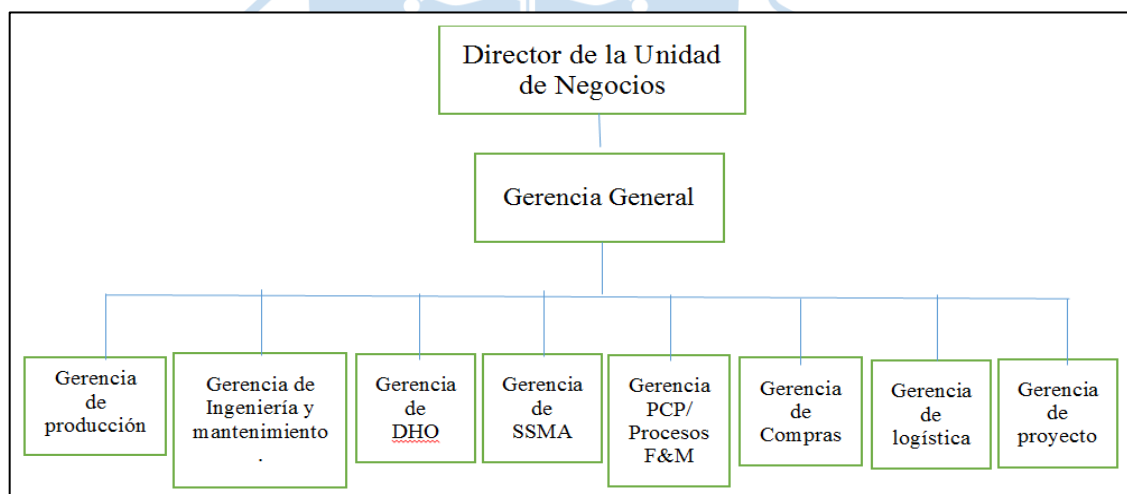 Director de la Unidad
de Negocios
Gerencia General
Gerencia
de
producción
Gerencia de
Ingeniería y
mantenimiento
.
Gerencia
de
DHO
Gerencia
de
SSMA
Gerencia
PCP/
Procesos
F&M
Gerencia
de
Compras
Gerencia
de
logística
Gerencia
de
proyecto